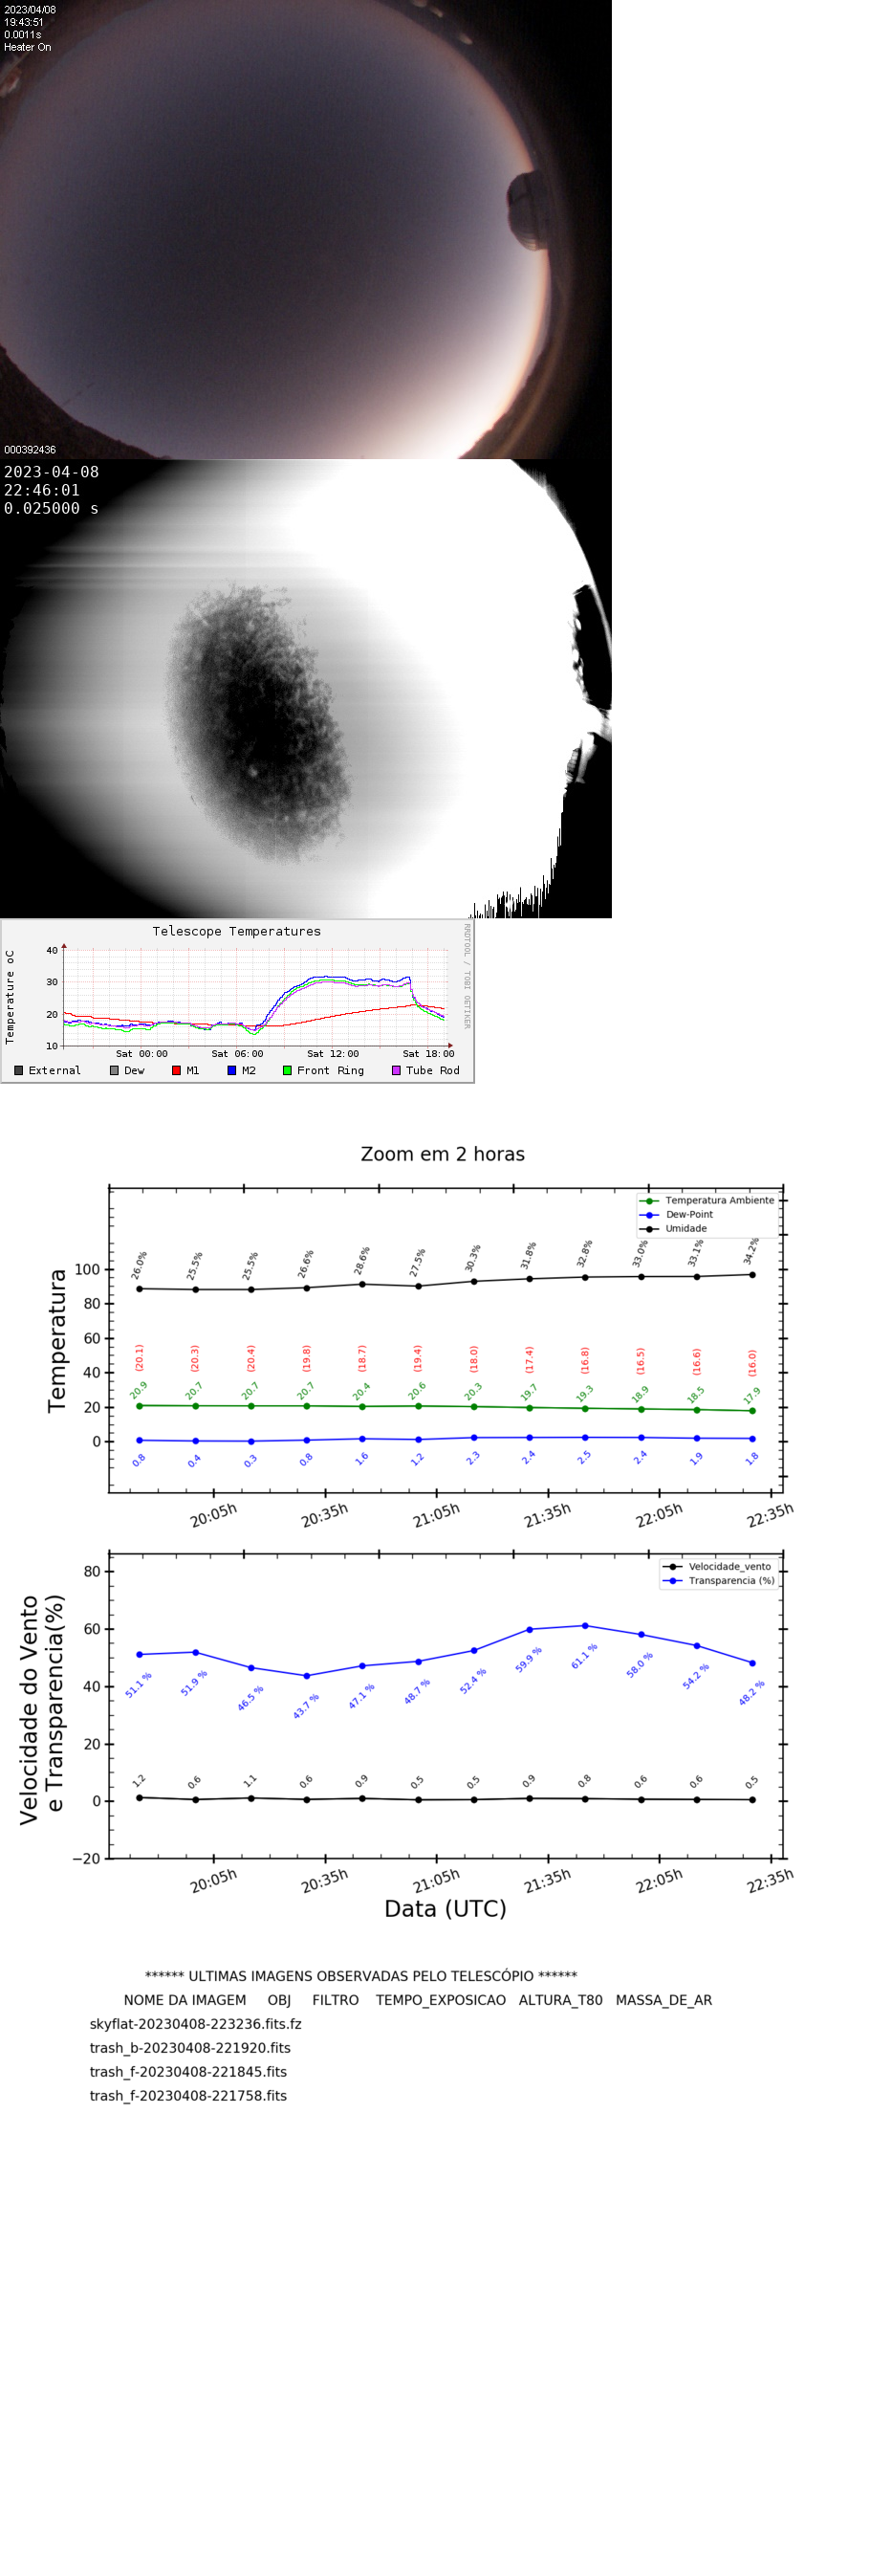 2023/04/08
19:43:51
0.0011s
Heater On
000392436
2023-04-08
22:46:01
0.025000 s
Telescope Temperatures
RRDTOOL / TOBI OETIKER
Temperature oC
40
30
20
10
Sat 00:00 Sat 06:00 Sat 12:00 Sat 18:00
External Dew M1 M2 Front Ring Tube Rod
Zoom em 2 horas
Temperatura Ambiente
Dew-Point
Umidade
Temperatura
100
80
60
40
20
0
26.0% 25.5% 25.5% 26.6% 28.6% 27.5% 30.3% 31.8% 32.8% 33.0% 33.1% 34.2%
(20.1) (20.3) (20.4) (19.8) (18.7) (19.4) (18.0) (17.4) (16.8) (16.5) (16.6) (16.0)
20.9 20.7 20.7 20.7 20.4 20.6 20.3 19.7 19.3 18.9 18.5 17.9
0.8 0.4 0.3 0.8 1.6 1.2 2.3 2.4 2.5 2.4 1.9 1.8
20:05h 20:35h 21:05h 21:35h 22:05h 22:35h
Velocidade_vento
Transparencia (%)
Velocidade do Vento
e Transparencia(%)
80
60
40
20
0
−20
51.1 % 51.9 % 46.5 % 43.7 % 47.1 % 48.7 % 52.4 % 59.9 % 61.1 % 58.0 % 54.2 % 48.2 %
1.2 0.6 1.1 0.6 0.9 0.5 0.5 0.9 0.8 0.6 0.6 0.5
20:05h 20:35h 21:05h 21:35h 22:05h 22:35h
Data (UTC)
****** ULTIMAS IMAGENS OBSERVADAS PELO TELESCÓPIO ******
NOME DA IMAGEM OBJ FILTRO TEMPO_EXPOSICAO ALTURA_T80 MASSA_DE_AR
skyflat-20230408-223236.fits.fz
trash_b-20230408-221920.fits
trash_f-20230408-221845.fits
trash_f-20230408-221758.fits